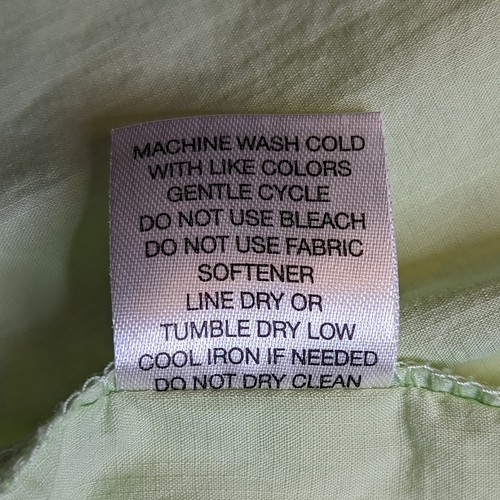 MACHINE WASH COLD
WITH LIKE COLORS
GENTLE CYCLE
DO NOT USE BLEACH
DO NOT USE FABRIC
SOFTENER
LINE DRY OR
TUMBLE DRY LOW
COOL IRON IF NEEDED
DO NOT DRY CLEAN